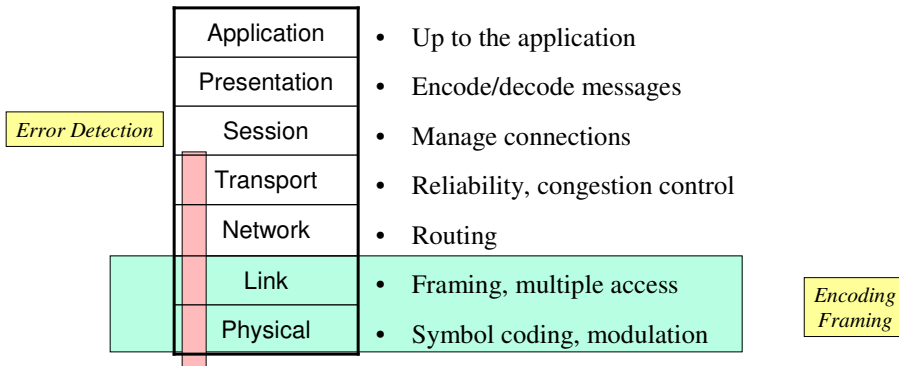 Application • Up to the application
Presentation • Encode/decode messages
Error Detection
Session • Manage connections
Transport • Reliability, congestion control
Network • Routing
Link • Framing, multiple access
Physical • Symbol coding, modulation
Encoding
Framing